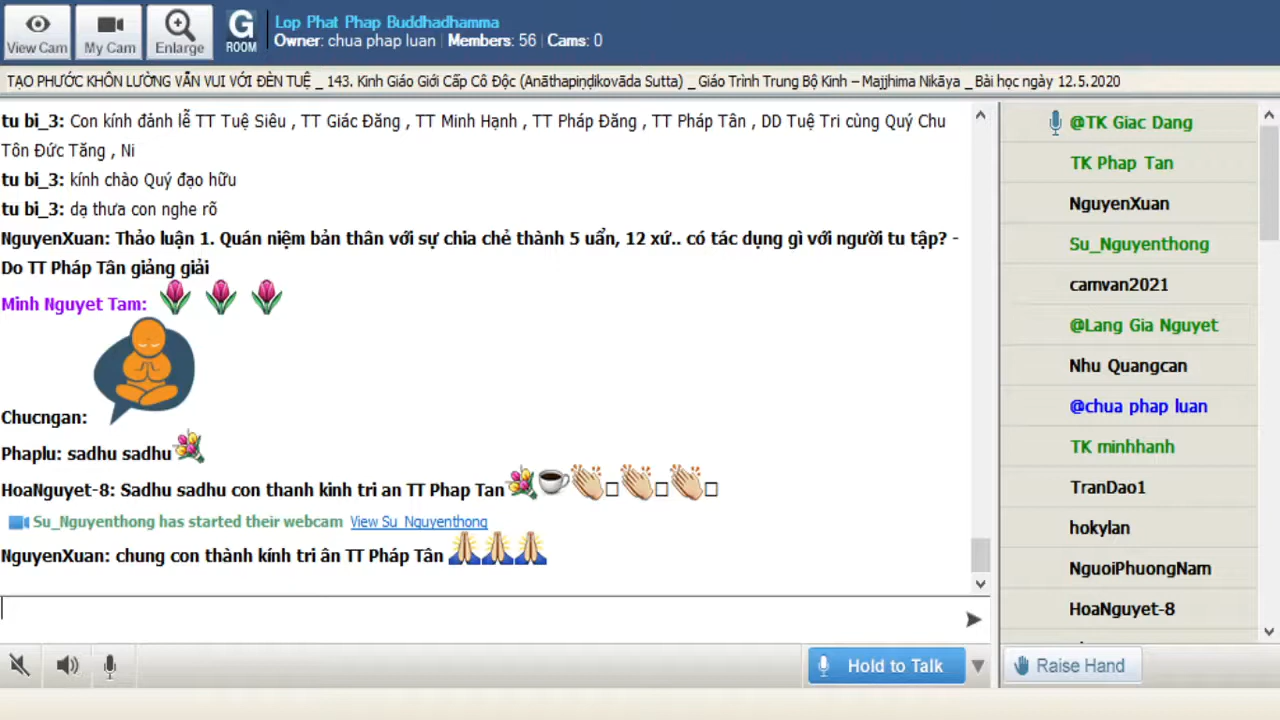 View Cam
My Cam
Enlarge
G
ROOM
Lop Phat Phap Buddhadhamma
Owner: chua phap luan | Members: 56 | Cams: 0
TẠO PHƯỚC KHÔN LƯỜNG VẪN VUI VỚI ĐÈN TUỆ _ 143. Kinh Giáo Giới Cấp Cô Độc (Anāthapiṇḍikovāda Sutta) _ Giáo Trình Trung Bộ Kinh – Majjhima Nikāya _ Bài học ngày 12.5.2020
tu bi_3: Con kính đảnh lễ TT Tuệ Siêu , TT Giác Đẳng , TT Minh Hạnh , TT Pháp Đăng , TT Pháp Tân , DD Tuệ Tri cùng Quý Chu
Tôn Đức Tăng , Ni
tu bi_3: kính chào Quý đạo hữu
tu bi_3: dạ thưa con nghe rõ
NguyenXuan: Thảo luận 1. Quán niệm bản thân với sự chia chẻ thành 5 uẩn, 12 xứ.. có tác dụng gì với người tu tập? -
Do TT Pháp Tân giảng giải
Minh Nguyet Tam:
Chucngan:
Phaplu: sadhu sadhu
HoaNguyet-8: Sadhu sadhu con thanh kinh tri an TT Phap Tan
Su_Nguyenthong has started their webcam View Su_Nguyenthong
NguyenXuan: chung con thành kính tri ân TT Pháp Tân
Hold to Talk
@TK Giac Dang
TK Phap Tan
NguyenXuan
Su_Nguyenthong
camvan2021
@Lang Gia Nguyet
Nhu Quangcan
@chua phap luan
TK minhhanh
TranDao1
hokylan
NguoiPhuongNam
HoaNguyet-8
Raise Hand